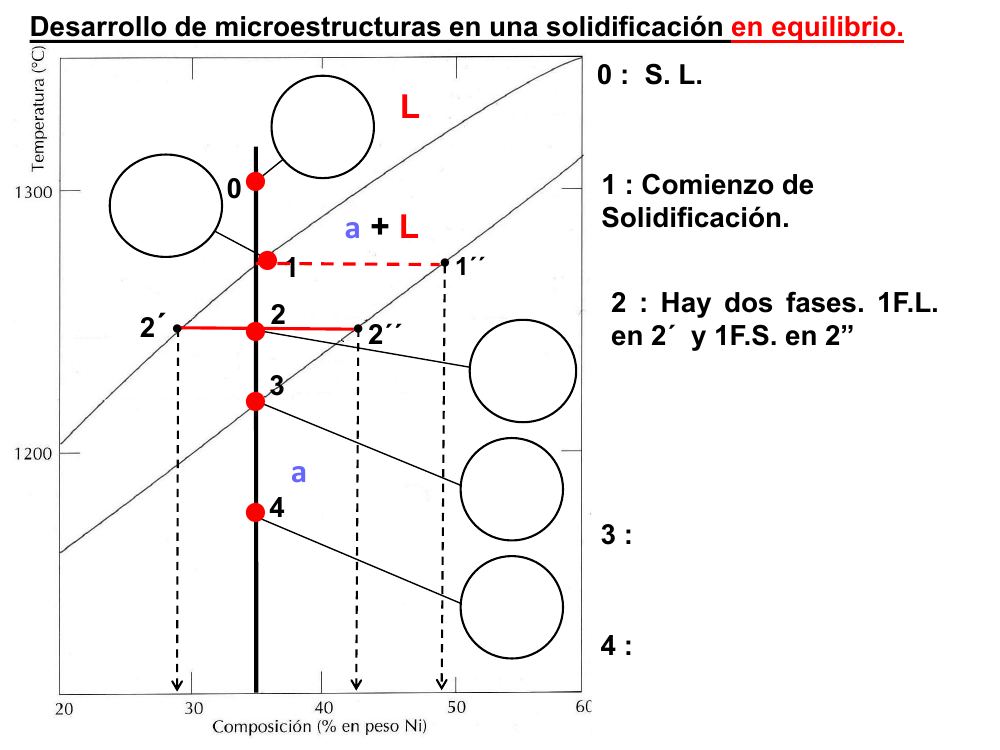 Desarrollo de microestructuras en una solidificación en equilibrio.
Temperatura (°C)
0 : S. L.
L
1300
0
1 : Comienzo de
Solidificación.
a + L
1
1´´
2 : Hay dos fases. 1F.L.
en 2´ y 1F.S. en 2”
2´
2
2´´
3
1200
a
4
3 :
4 :
20
30
40
50
60
Composición (% en peso Ni)